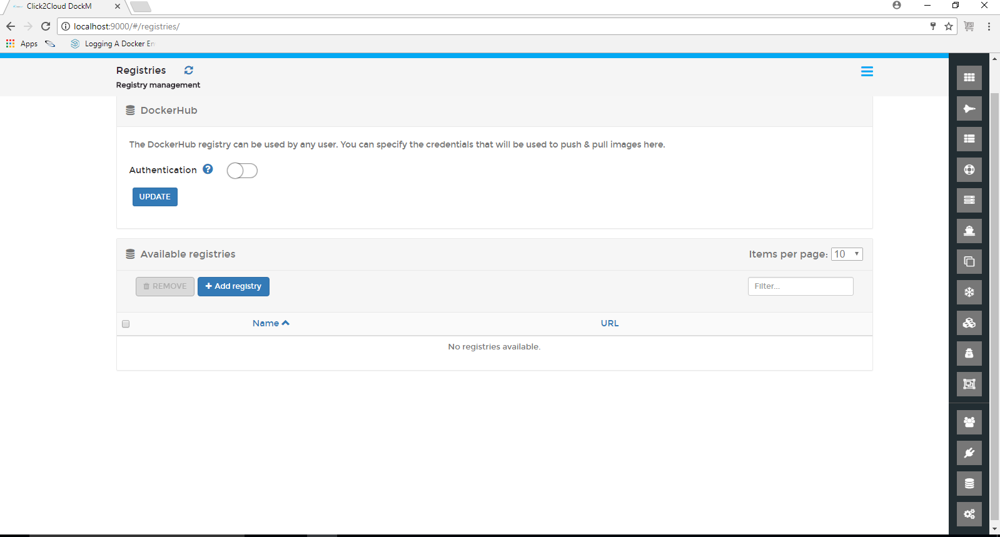 Click2Cloud DockM
localhost:9000/#/registries/
Apps
Logging A Docker En
Registries
Registry management
DockerHub
The DockerHub registry can be used by any user. You can specify the credentials that will be used to push & pull images here.
Authentication ?
UPDATE
Available registries
Items per page: 10
REMOVE
+ Add registry
Filter...
Name
URL
No registries available.